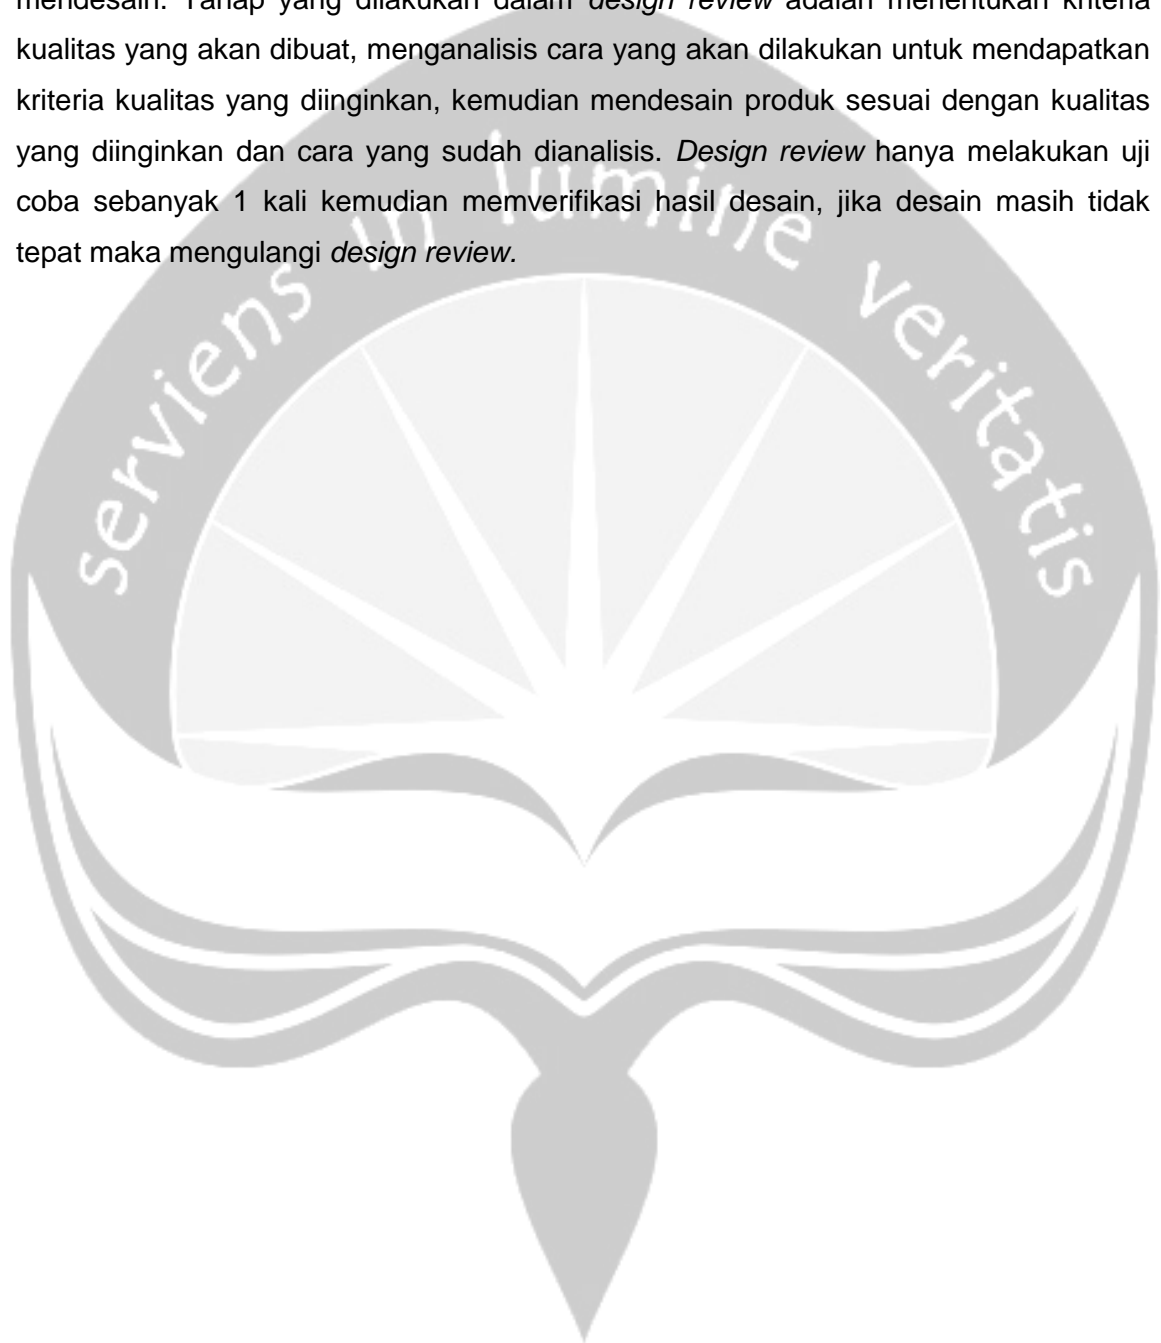 mendesain. Tahap yang dilakukan dalam design review adalah menentukan kriteria
kualitas yang akan dibuat, menganalisis cara yang akan dilakukan untuk mendapatkan
kriteria kualitas yang diinginkan, kemudian mendesain produk sesuai dengan kualitas
yang diinginkan dan cara yang sudah dianalisis. Design review hanya melakukan uji
coba sebanyak 1 kali kemudian memverifikasi hasil desain, jika desain masih tidak
tepat maka mengulangi design review.
serviens in lumine veritatis